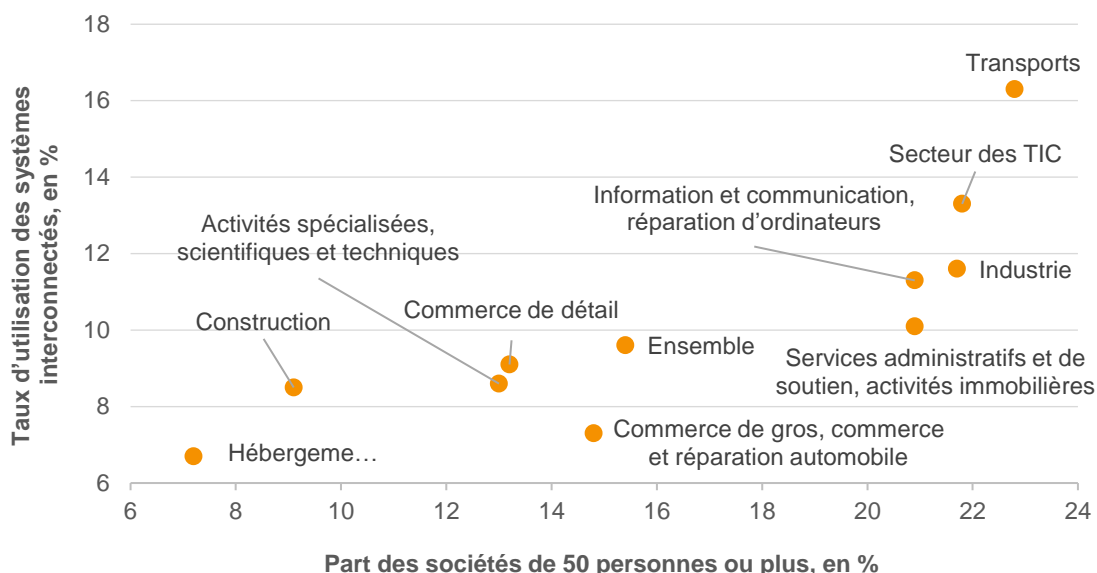 18
16
14
12
10
8
6
Taux d'utilisation des systèmes
interconnectés, en %
Transports
Secteur des TIC
Information et communication,
réparation d'ordinateurs
Activités spécialisées,
scientifiques et techniques
Industrie
Commerce de détail
Construction
Ensemble
Services administratifs et de
soutien, activités immobilières
Commerce de gros, commerce
et réparation automobile
Hébergeme…
6 8 10 12 14 16 18 20 22 24
Part des sociétés de 50 personnes ou plus, en %